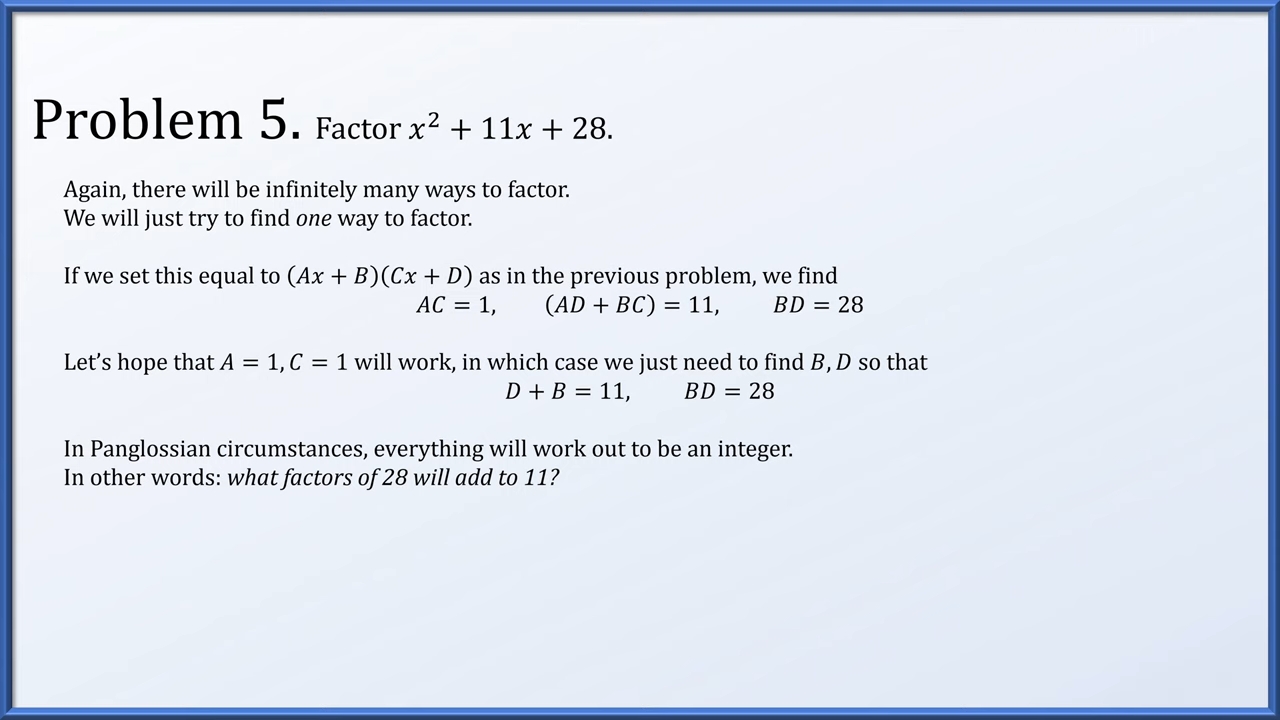 Problem 5. Factor x² + 11x + 28.
Again, there will be infinitely many ways to factor.
We will just try to find one way to factor.
If we set this equal to (Ax + B)(Cx + D) as in the previous problem, we find
AC = 1, (AD + BC) = 11, BD = 28
Let’s hope that A = 1, C = 1 will work, in which case we just need to find B, D so that
D + B = 11, BD = 28
In Panglossian circumstances, everything will work out to be an integer.
In other words: what factors of 28 will add to 11?